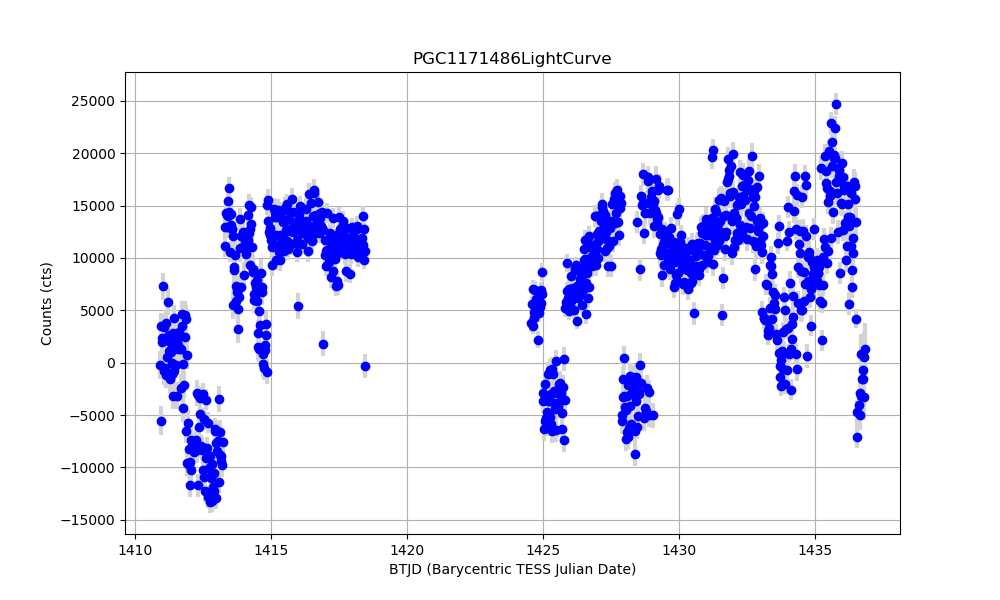 PGC1171486LightCurve
25000
20000
15000
10000
5000
0
−5000
−10000
−15000
Counts (cts)
1410 1415 1420 1425 1430 1435
BTJD (Barycentric TESS Julian Date)